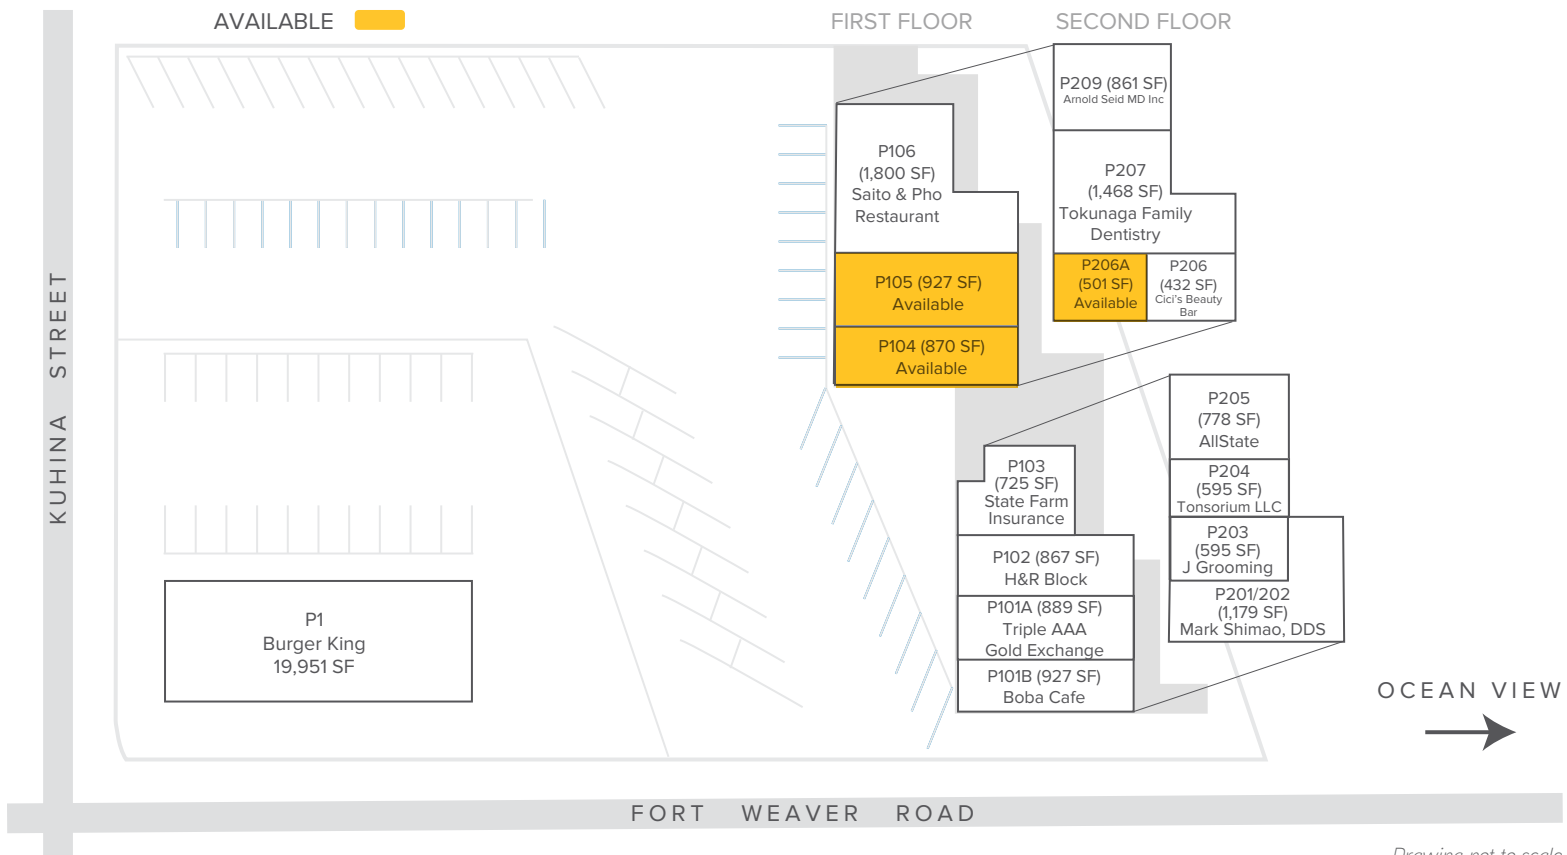 AVAILABLE
FIRST FLOOR
SECOND FLOOR
P209 (861 SF)
Arnold Seid MD Inc
P106
(1,800 SF)
Saito & Pho
Restaurant
P207
(1,468 SF)
Tokunaga Family
Dentistry
P105 (927 SF)
Available
P206A
(501 SF)
Available
P206
(432 SF)
Cici's Beauty
Bar
P104 (870 SF)
Available
P205
(778 SF)
AllState
P103
(725 SF)
State Farm
Insurance
P204
(595 SF)
Tonsorium LLC
P203
(595 SF)
J Grooming
P102 (867 SF)
H&R Block
P201/202
(1,179 SF)
Mark Shimao, DDS
P101A (889 SF)
Triple AAA
Gold Exchange
P101B (927 SF)
Boba Cafe
P1
Burger King
19,951 SF
KUHINA STREET
OCEAN VIEW
FORT WEAVER ROAD
Drawing not to scale